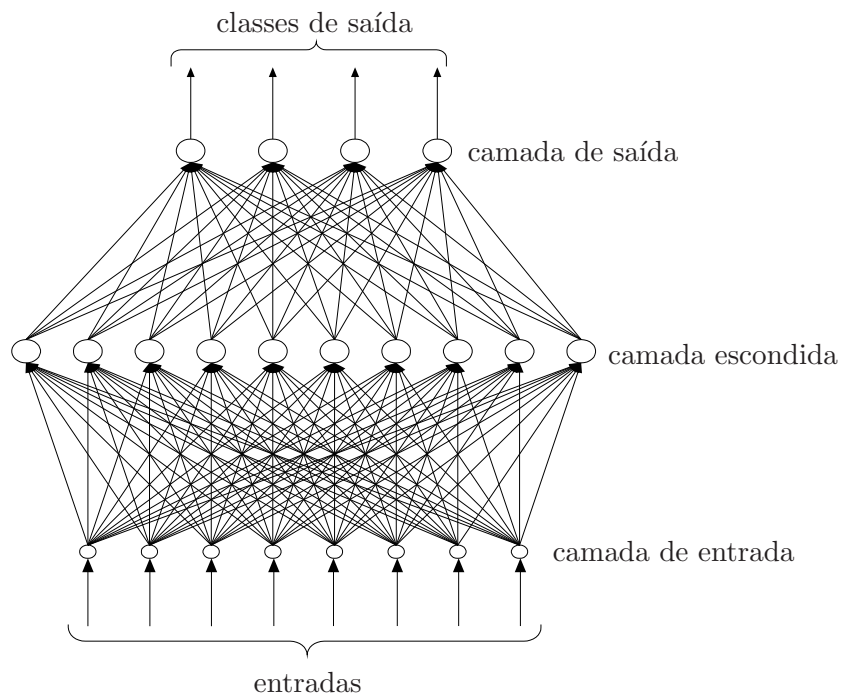 classes de saída
camada de saída
camada escondida
camada de entrada
entradas